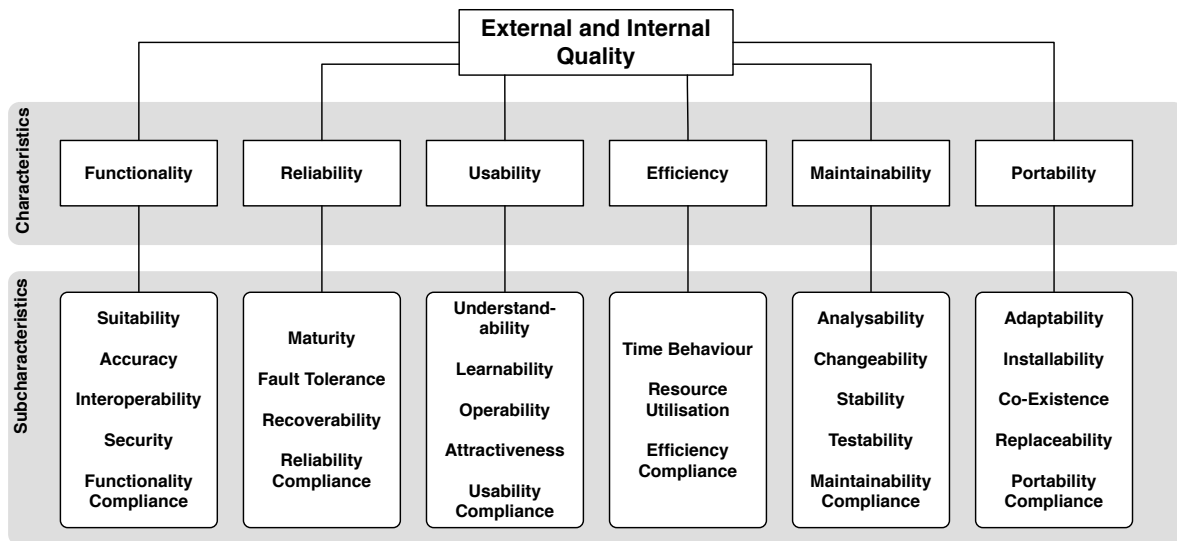 External and Internal
Quality
Characteristics
Functionality
Reliability
Usability
Efficiency
Maintainability
Portability
Subcharacteristics
Suitability
Accuracy
Interoperability
Security
Functionality
Compliance
Maturity
Fault Tolerance
Recoverability
Reliability
Compliance
Understand-
ability
Learnability
Operability
Attractiveness
Usability
Compliance
Time Behaviour
Resource
Utilisation
Efficiency
Compliance
Analysability
Changeability
Stability
Testability
Maintainability
Compliance
Adaptability
Installability
Co-Existence
Replaceability
Portability
Compliance